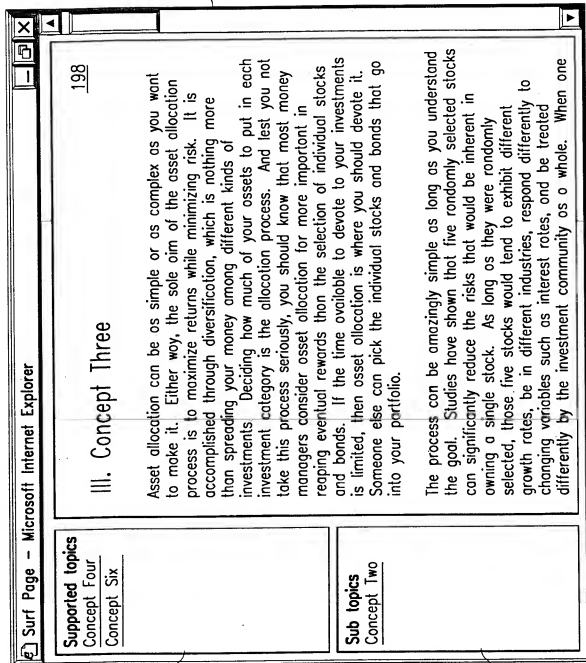 Surf Page - Microsoft Internet Explorer
Supported topics
Concept Four
Concept Six
Sub topics
Concept Two
III. Concept Three
198
Asset allocation can be as simple or as complex as you want
to make it. Either way, the sole aim of the asset allocation
process is to maximize returns while minimizing risk. It is
accomplished through diversification, which is nothing more
than spreading your money among different kinds of
investments. Deciding how much of your assets to put in each
investment category is the allocation process. And lest you not
take this process seriously, you should know that most money
managers consider asset allocation far more important in
reaping eventual rewards than the selection of individual stocks
and bonds. If the time available to devote to your investments
is limited, then asset allocation is where you should devote it.
Someone else can pick the individual stocks and bonds that go
into your portfolio.
The process can be amazingly simple as long as you understand
the goal. Studies have shown that five randomly selected stocks
can significantly reduce the risks that would be inherent in
owning a single stock. As long as they were randomly
selected, those five stocks would tend to exhibit different
growth rates, be in different industries, respond differently to
changing variables such as interest rates, and be treated
differently by the investment community as a whole. When one